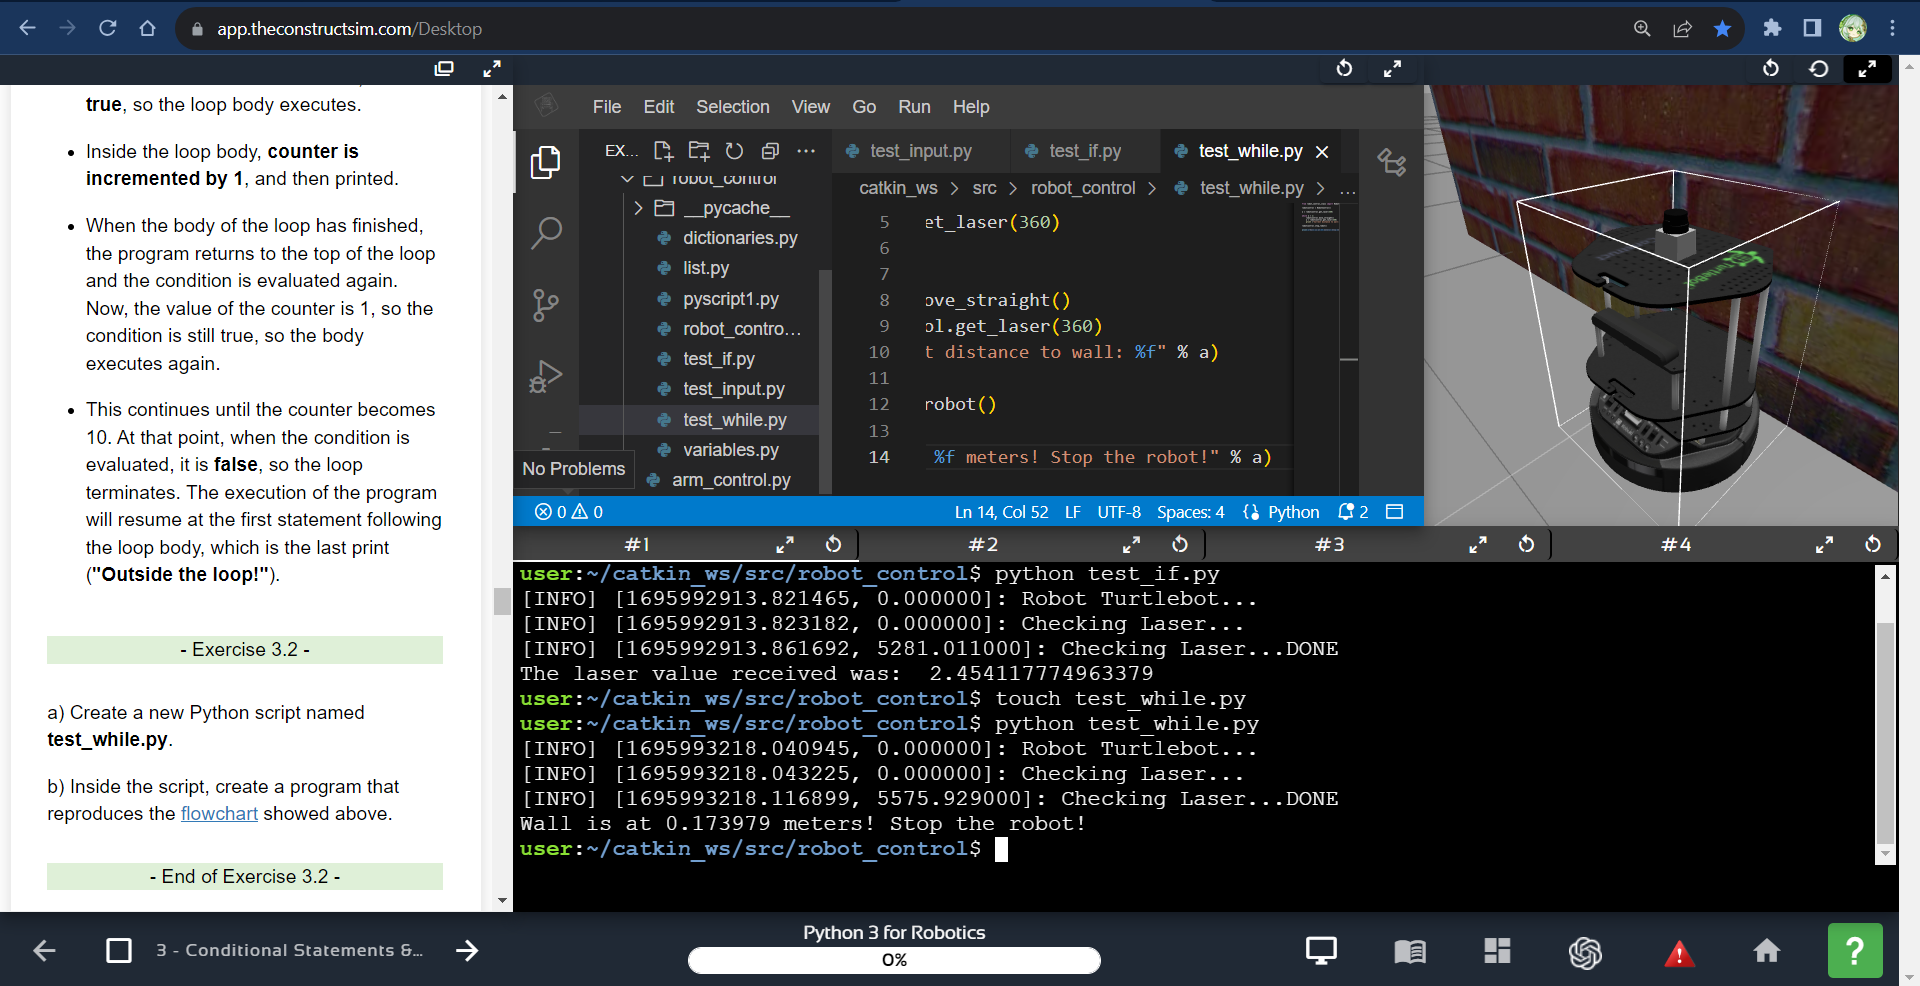 app.theconstructsim.com/Desktop
true, so the loop body executes.
Inside the loop body, counter is
incremented by 1, and then printed.
When the body of the loop has finished,
the program returns to the top of the loop
and the condition is evaluated again.
Now, the value of the counter is 1, so the
condition is still true, so the body
executes again.
This continues until the counter becomes
10. At that point, when the condition is
evaluated, it is false, so the loop
terminates. The execution of the program
will resume at the first statement following
the loop body, which is the last print
("Outside the loop!").
- Exercise 3.2 -
a) Create a new Python script named
test_while.py.
b) Inside the script, create a program that
reproduces the flowchart showed above.
- End of Exercise 3.2 -
File Edit Selection View Go Run Help
EX...
robot_control
__pycache__
dictionaries.py
list.py
pyscript1.py
robot_contro...
test_if.py
test_input.py
test_while.py
variables.py
arm_control.py
No Problems
test_input.py test_if.py test_while.py
catkin_ws > src > robot_control > test_while.py > ...
5 et_laser(360)
6
7
8 ove_straight()
9 ol.get_laser(360)
10 t distance to wall: %f" % a)
11
12 robot()
13
14 %f meters! Stop the robot!" % a)
0 0 Ln 14, Col 52 LF UTF-8 Spaces: 4 Python 2
#1 #2 #3 #4
user:~/catkin_ws/src/robot_control$ python test_if.py
[INFO] [1695992913.821465, 0.000000]: Robot Turtlebot...
[INFO] [1695992913.823182, 0.000000]: Checking Laser...
[INFO] [1695992913.861692, 5281.011000]: Checking Laser...DONE
The laser value received was:  2.454117774963379
user:~/catkin_ws/src/robot_control$ touch test_while.py
user:~/catkin_ws/src/robot_control$ python test_while.py
[INFO] [1695993218.040945, 0.000000]: Robot Turtlebot...
[INFO] [1695993218.043225, 0.000000]: Checking Laser...
[INFO] [1695993218.116899, 5575.929000]: Checking Laser...DONE
Wall is at 0.173979 meters! Stop the robot!
user:~/catkin_ws/src/robot_control$
3 - Conditional Statements &...
Python 3 for Robotics
0%
?